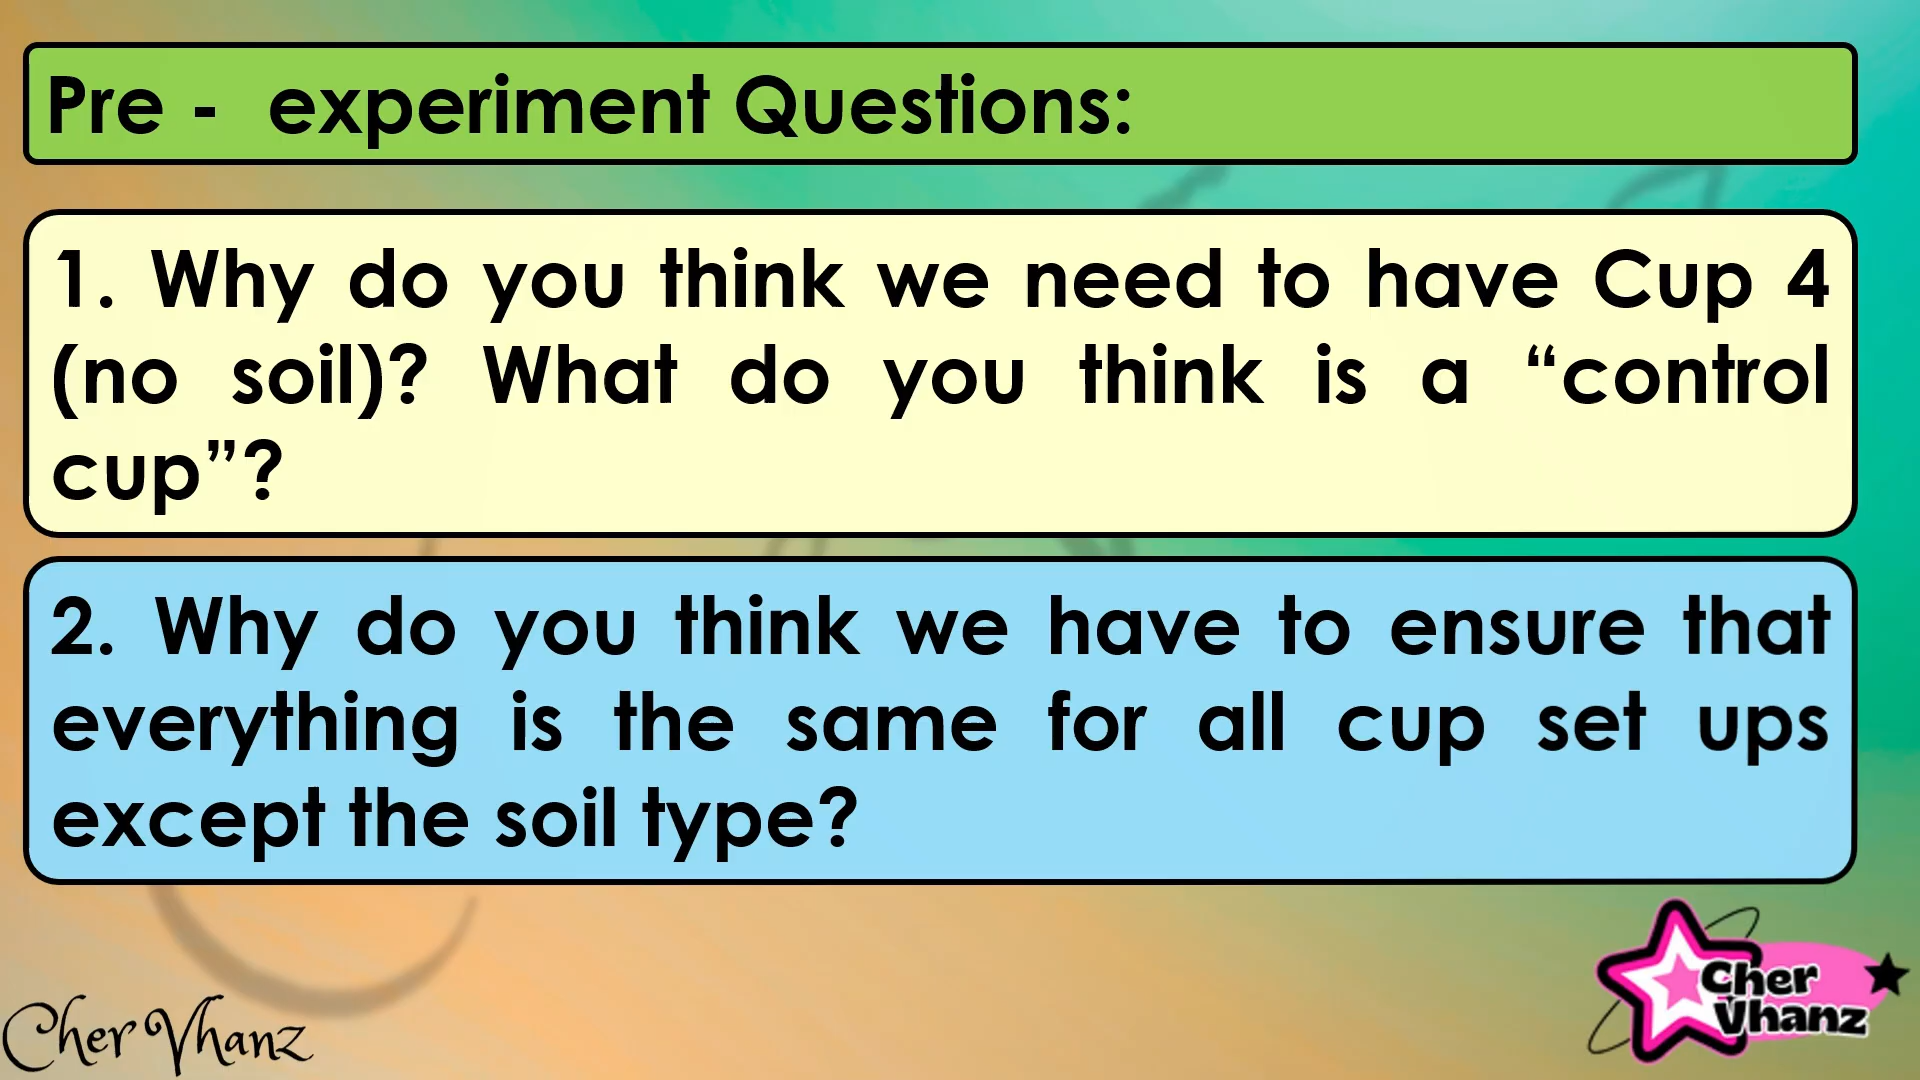 Pre -  experiment Questions:
1. Why do you think we need to have Cup 4
(no soil)? What do you think is a “control
cup”?
2. Why do you think we have to ensure that
everything is the same for all cup set ups
except the soil type?
Cher Vhanz
Cher
Vhanz